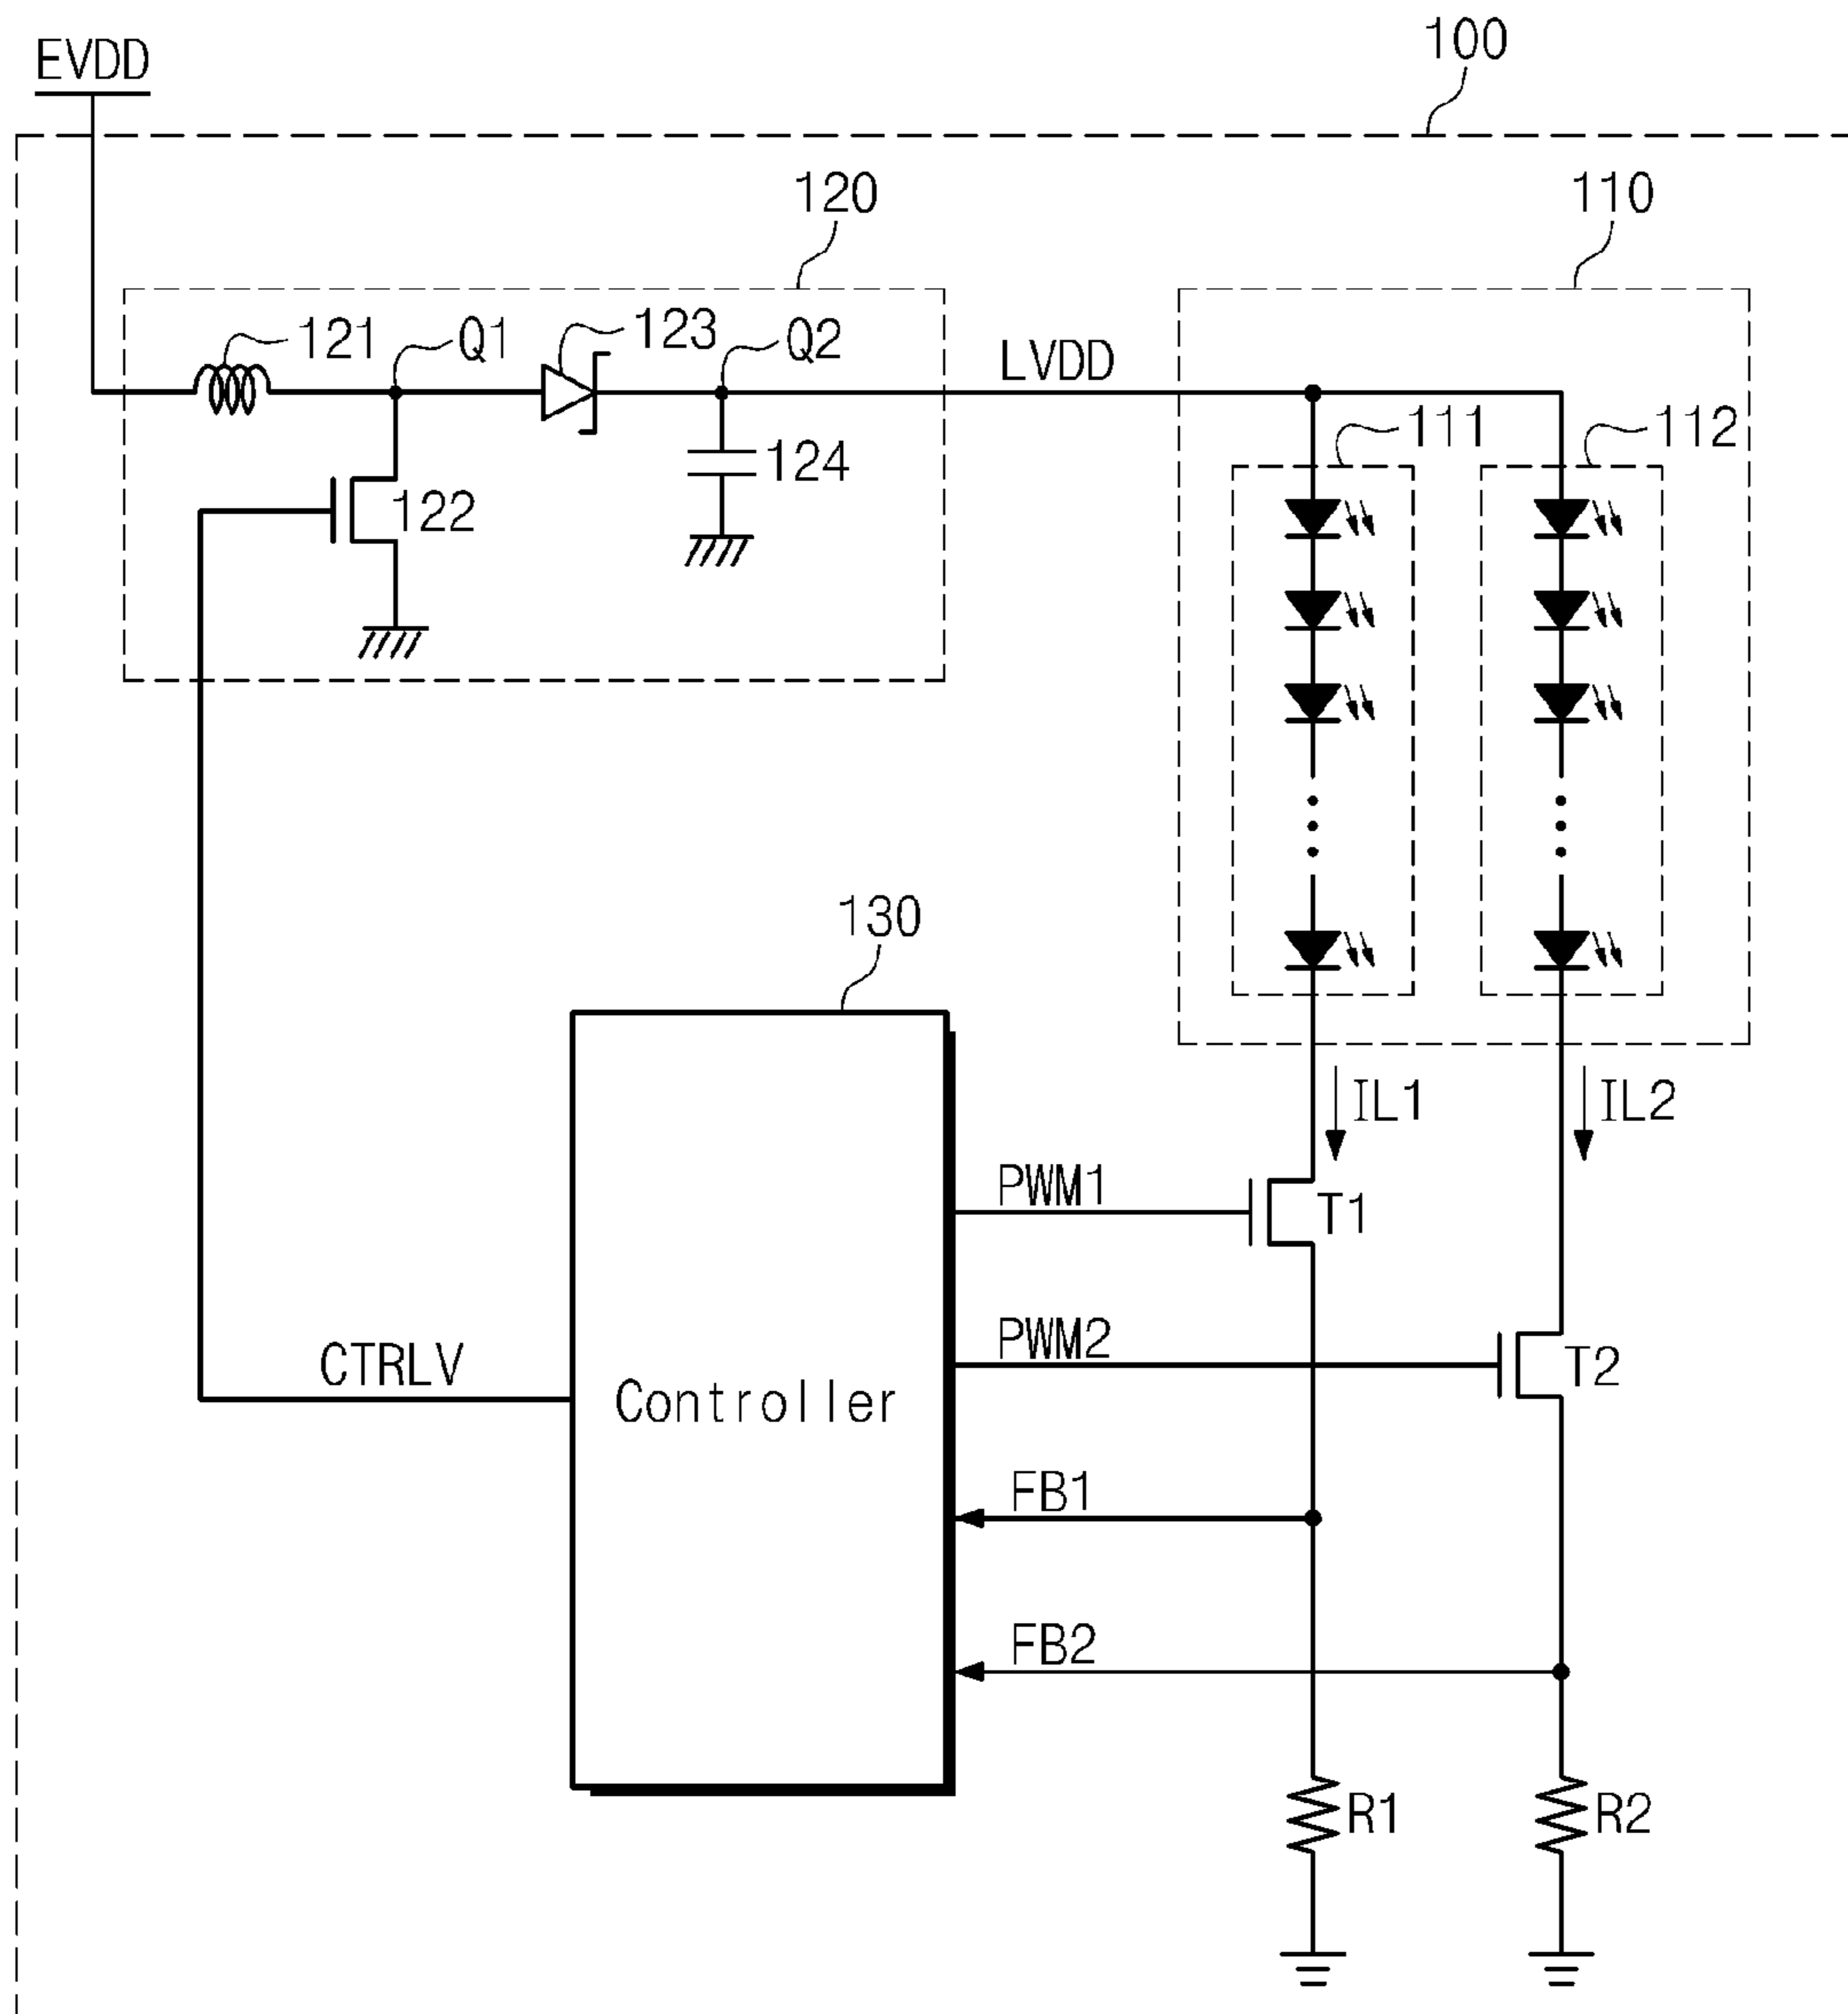 EVDD
100
120
110
121
Q1
123
Q2
LVDD
111
112
122
124
130
IL1
IL2
PWM1
T1
PWM2
T2
CTRLV
Controller
FB1
FB2
R1
R2